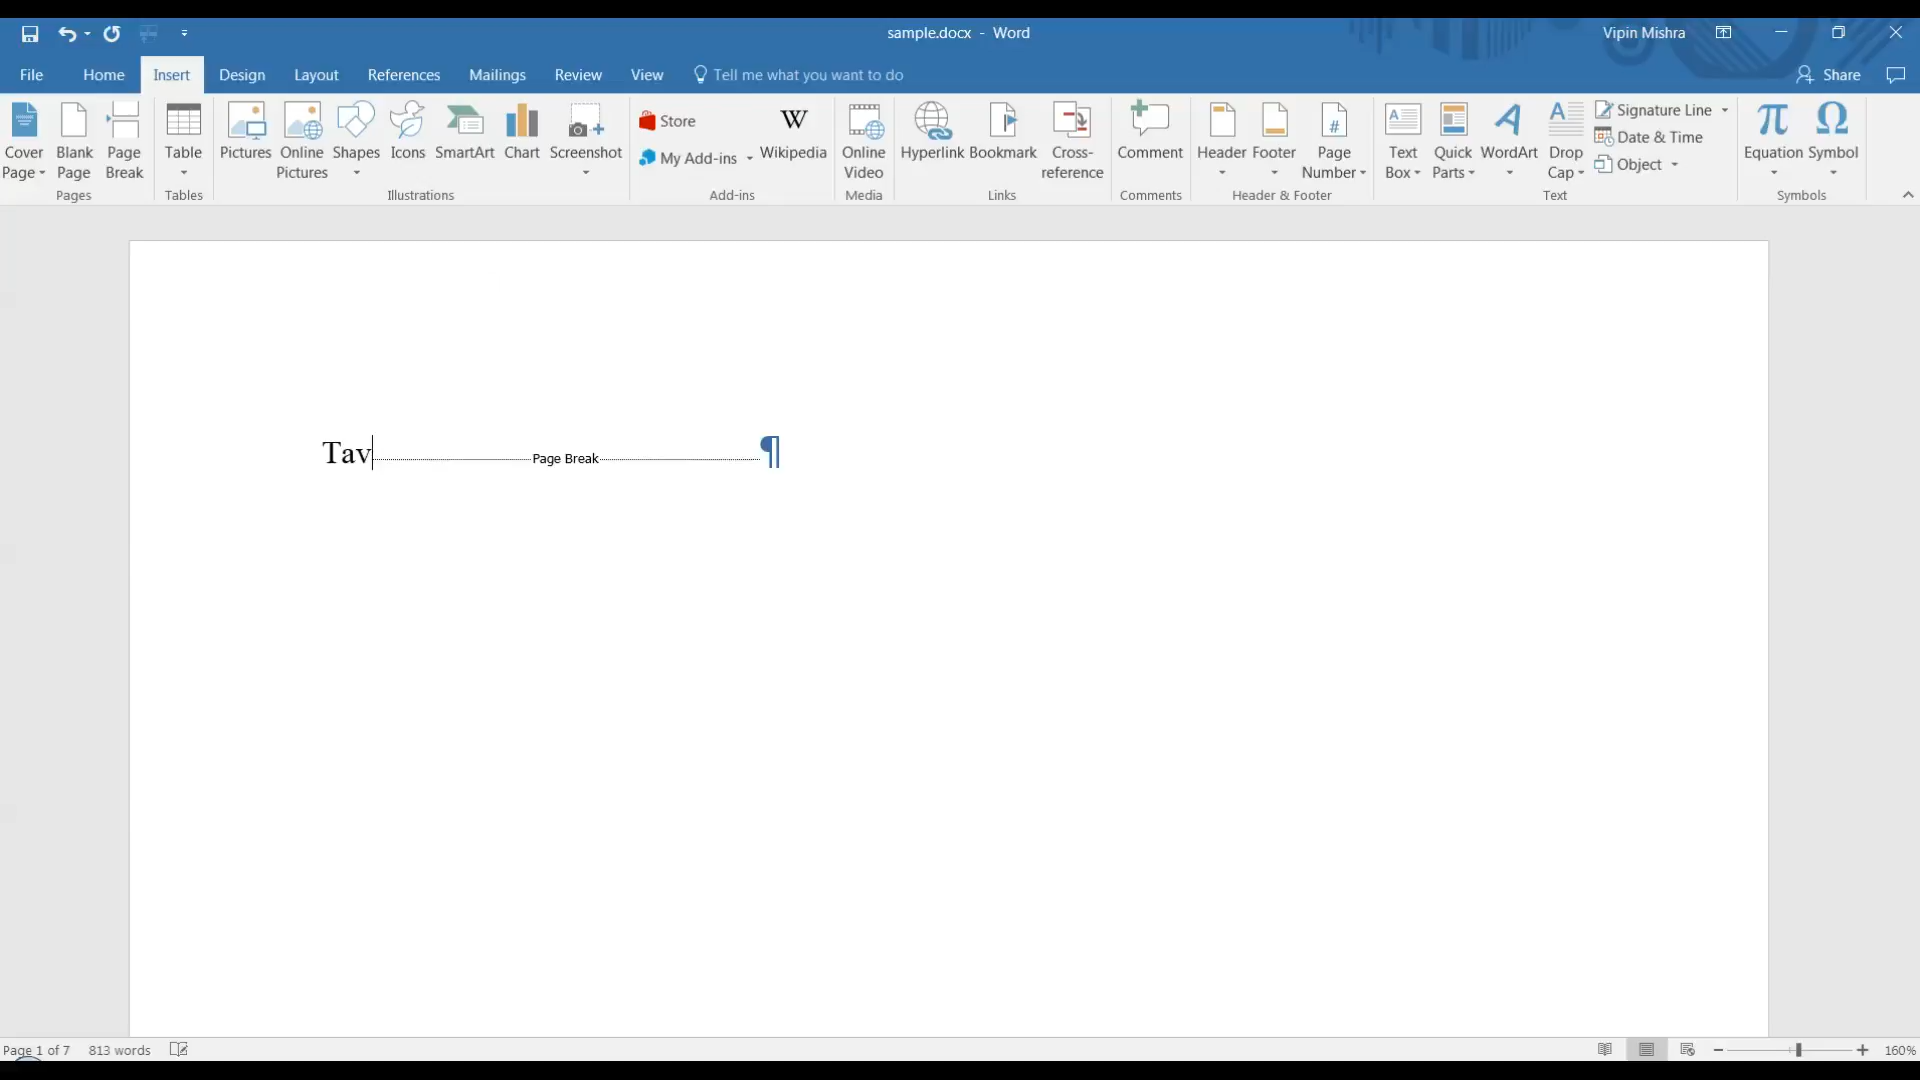 sample.docx - Word
Vipin Mishra
File Home Insert Design Layout References Mailings Review View Tell me what you want to do Share
Cover Page Blank Page Page Break Table Pictures Online Pictures Shapes Icons SmartArt Chart Screenshot Store My Add-ins Wikipedia Online Video Hyperlink Bookmark Cross-reference Comment Header Footer Page Number Text Box Quick Parts WordArt Drop Cap Signature Line Date & Time Object Equation Symbol
Pages Tables Illustrations Add-ins Media Links Comments Header & Footer Text Symbols
Tav Page Break ¶
Page 1 of 7 813 words 160%